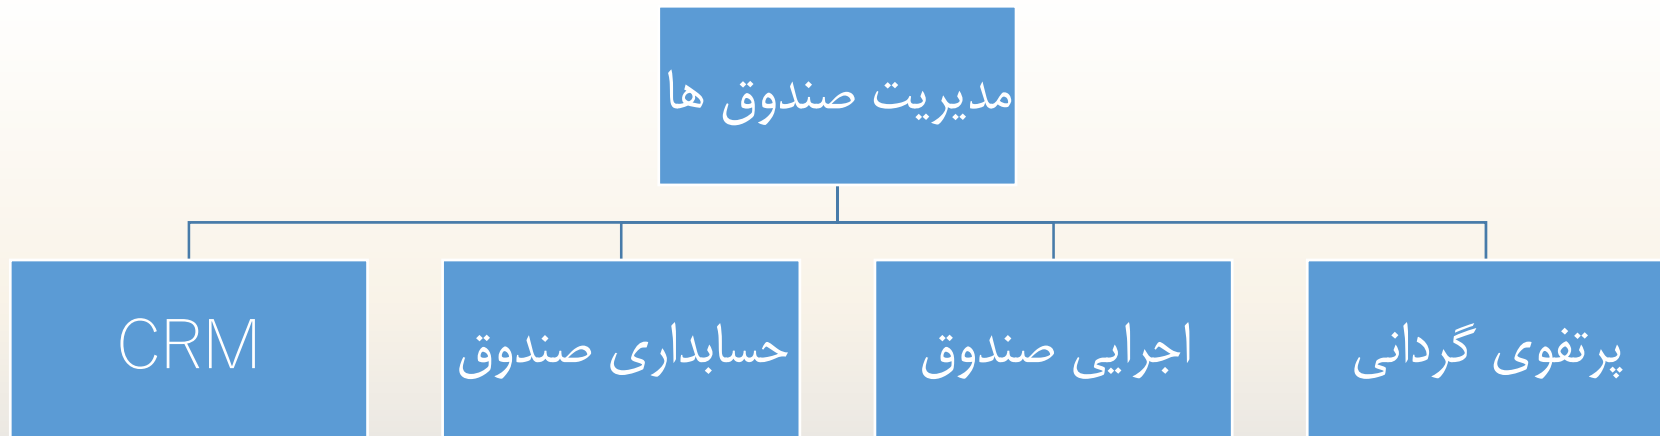 مدیریت صندوق ها
پرتفوی گردانی
اجرایی صندوق
حسابداری صندوق
CRM